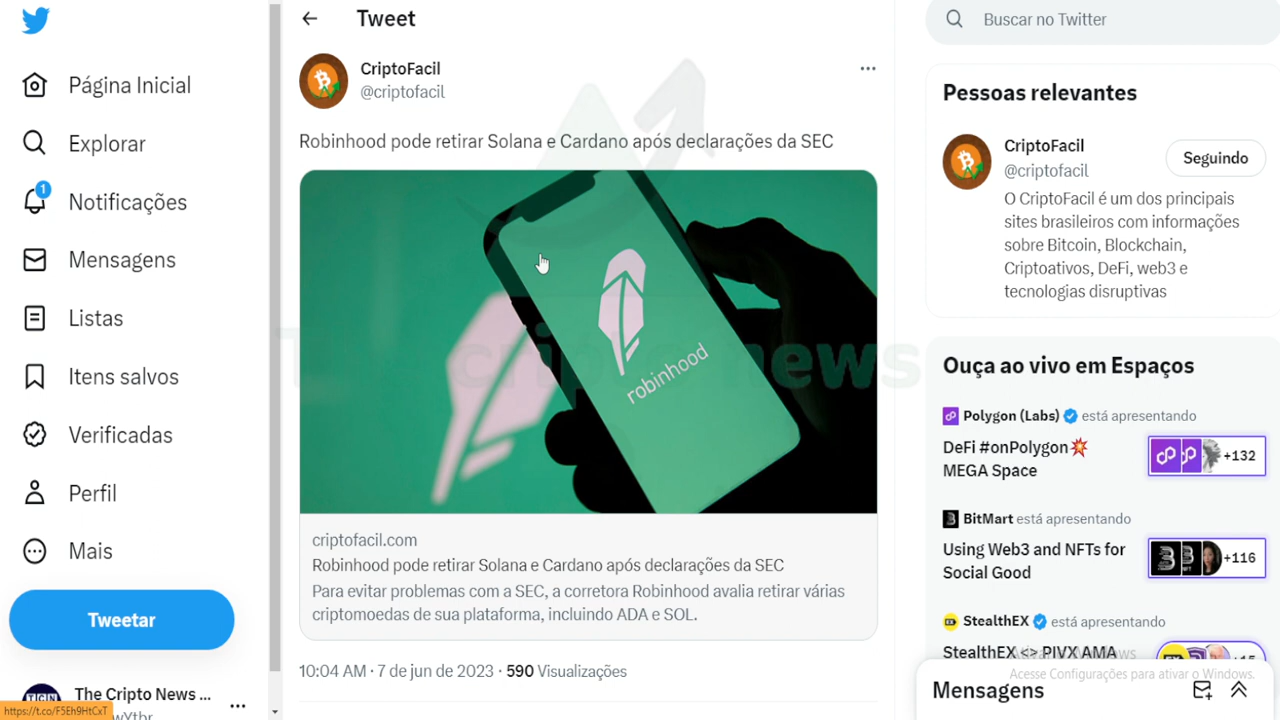 Página Inicial
Explorar
1
Notificações
Mensagens
Listas
Itens salvos
Verificadas
Perfil
Mais
Tweetar
The Cripto News ...
https://t.co/F5Eh9HtCxT
Tweet
CriptoFacil
@criptofacil
Robinhood pode retirar Solana e Cardano após declarações da SEC
robinhood
criptofacil.com
Robinhood pode retirar Solana e Cardano após declarações da SEC
Para evitar problemas com a SEC, a corretora Robinhood avalia retirar várias
criptomoedas de sua plataforma, incluindo ADA e SOL.
10:04 AM · 7 de jun de 2023 · 590 Visualizações
Buscar no Twitter
Pessoas relevantes
CriptoFacil
@criptofacil
Seguindo
O CriptoFacil é um dos principais
sites brasileiros com informações
sobre Bitcoin, Blockchain,
Criptoativos, DeFi, web3 e
tecnologias disruptivas
Ouça ao vivo em Espaços
Polygon (Labs) está apresentando
DeFi #onPolygon💥
MEGA Space
+132
BitMart está apresentando
Using Web3 and NFTs for
Social Good
+116
StealthEX está apresentando
StealthEX <> PIVX AMA
Acesse Configurações para ativar o Windows.
Mensagens